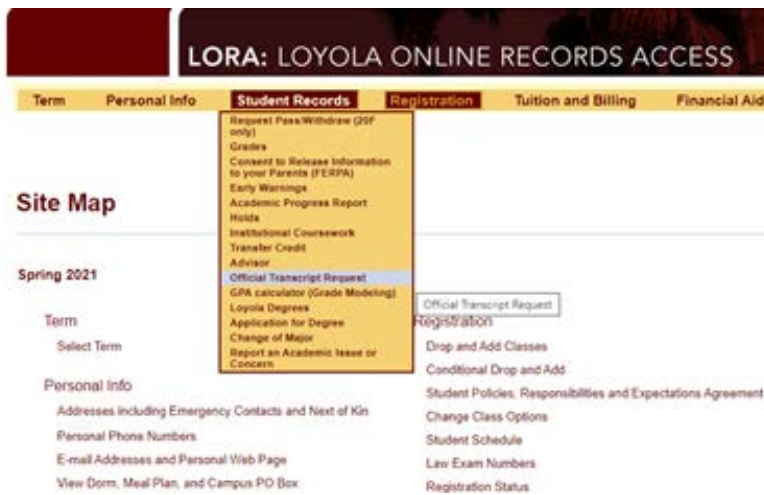 LORA: LOYOLA ONLINE RECORDS ACCESS
Term Personal Info Student Records Registration Tuition and Billing Financial Aid
Request Pass/Withdraw (20F
only)
Grades
Consent to Release Information
to your Parents (FERPA)
Early Warnings
Academic Progress Report
Holds
Institutional Coursework
Transfer Credit
Advisor
Official Transcript Request
GPA calculator (Grade Modeling)
Loyola Degrees
Application for Degree
Change of Major
Report an Academic Issue or
Concern
Official Transcript Request
Site Map
Spring 2021
Term
Select Term
Personal Info
Addresses including Emergency Contacts and Next of Kin
Personal Phone Numbers
E-mail Addresses and Personal Web Page
View Dorm, Meal Plan, and Campus PO Box
Registration
Drop and Add Classes
Conditional Drop and Add
Student Policies, Responsibilities and Expectations Agreement
Change Class Options
Student Schedule
Law Exam Numbers
Registration Status